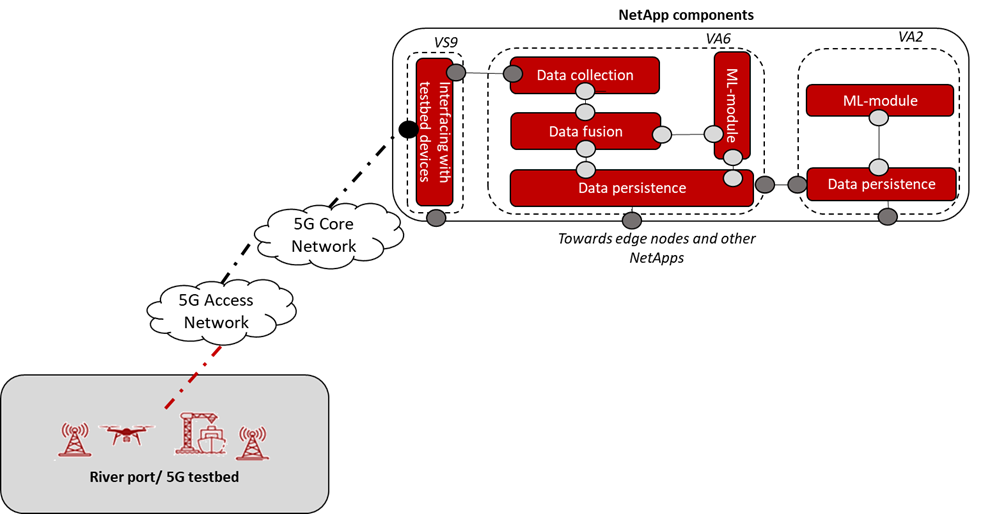 NetApp components
VS9
VA6
VA2
Interfacing with
testbed devices
Data collection
ML-module
Data fusion
Data persistence
ML-module
Data persistence
Towards edge nodes and other
NetApps
5G Core
Network
5G Access
Network
River port/ 5G testbed